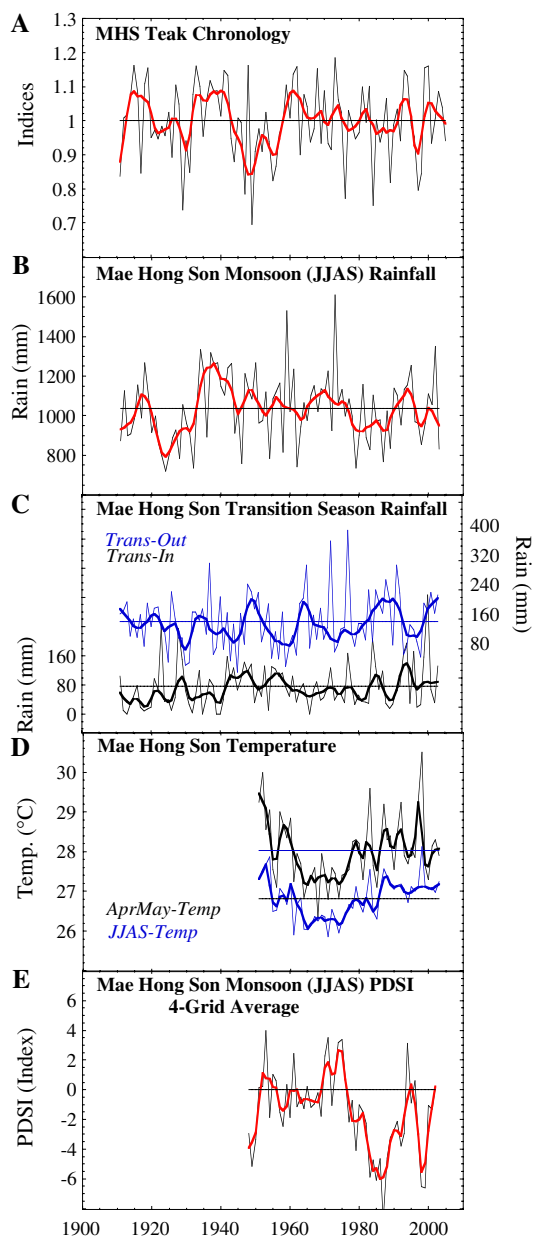 A
MHS Teak Chronology
1.3
1.2
1.1
1
0.9
0.8
0.7
Indices
B
Mae Hong Son Monsoon (JJAS) Rainfall
1600
1400
1200
1000
800
Rain (mm)
C
Mae Hong Son Transition Season Rainfall
Trans-Out
Trans-In
400
320
240
160
80
Rain (mm)
160
80
0
Rain (mm)
D
Mae Hong Son Temperature
30
29
28
27
26
Temp. (°C)
AprMay-Temp
JJAS-Temp
E
Mae Hong Son Monsoon (JJAS) PDSI
4-Grid Average
6
4
2
0
-2
-4
-6
PDSI (Index)
1900 1920 1940 1960 1980 2000